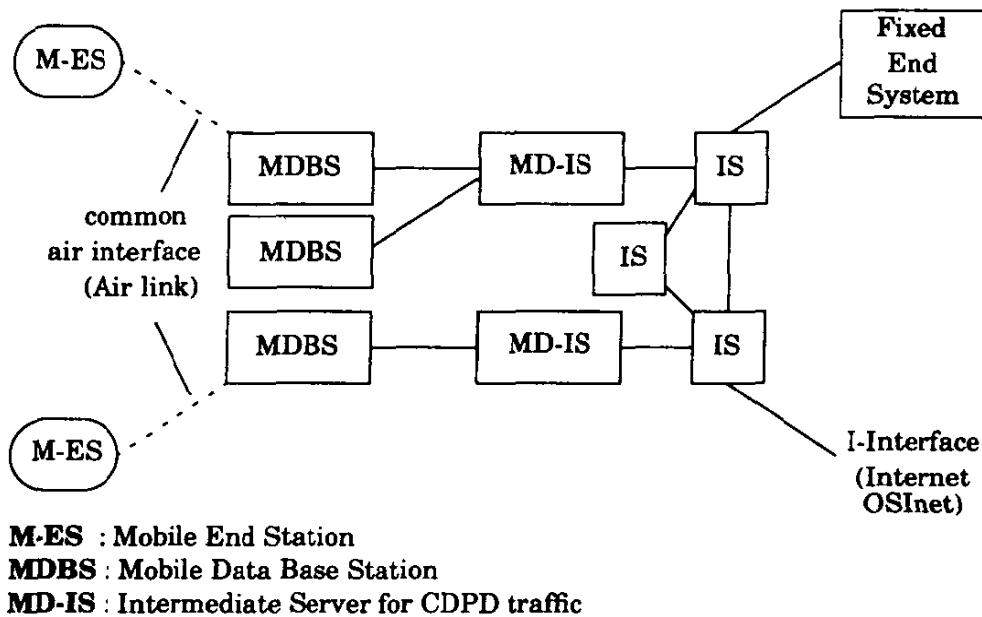 M-ES
Fixed
End
System
MDBS
MD-IS
IS
common
air interface
(Air link)
MDBS
IS
MDBS
MD-IS
IS
M-ES
I-Interface
(Internet
OSInet)
M-ES : Mobile End Station
MDBS : Mobile Data Base Station
MD-IS : Intermediate Server for CDPD traffic